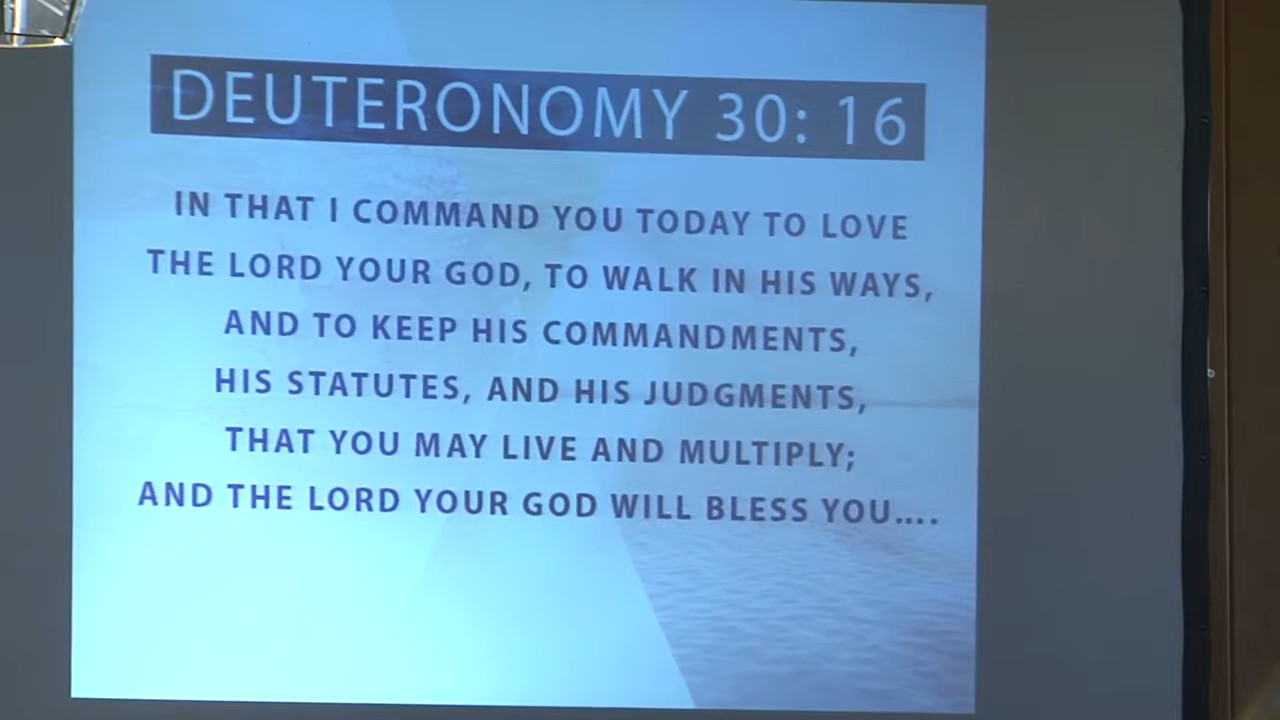 DEUTERONOMY 30: 16
IN THAT I COMMAND YOU TODAY TO LOVE
THE LORD YOUR GOD, TO WALK IN HIS WAYS,
AND TO KEEP HIS COMMANDMENTS,
HIS STATUTES, AND HIS JUDGMENTS,
THAT YOU MAY LIVE AND MULTIPLY;
AND THE LORD YOUR GOD WILL BLESS YOU....